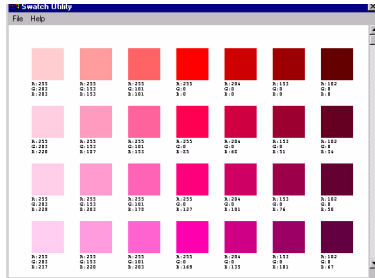 Swatch Utility
File Help
R:255 R:255 R:255 R:255 R:204 R:153 R:102
G:203 G:153 G:101 G:0 G:0 G:0 G:0
B:203 B:153 B:101 B:0 B:0 B:0 B:0
R:255 R:255 R:255 R:255 R:204 R:153 R:102
G:203 G:153 G:101 G:0 G:0 G:0 G:0
B:220 B:187 B:153 B:85 B:68 B:51 B:34
R:255 R:255 R:255 R:255 R:204 R:153 R:102
G:203 G:153 G:101 G:0 G:0 G:0 G:0
B:229 B:203 B:178 B:127 B:101 B:76 B:50
R:255 R:255 R:255 R:255 R:204 R:153 R:102
G:203 G:153 G:101 G:0 G:0 G:0 G:0
B:237 B:220 B:203 B:169 B:135 B:101 B:67